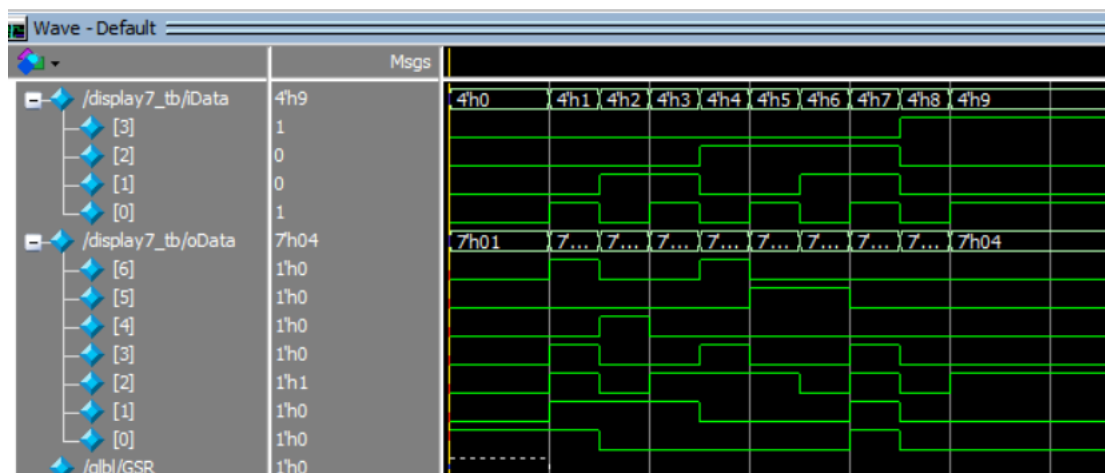 Wave - Default
Msgs
/display7_tb/iData 4'h9 4'h0 4'h1 4'h2 4'h3 4'h4 4'h5 4'h6 4'h7 4'h8 4'h9
[3] 1
[2] 0
[1] 0
[0] 1
/display7_tb/oData 7'h04 7'h01 7'... 7'... 7'... 7'... 7'... 7'... 7'... 7'... 7'h04
[6] 1'h0
[5] 1'h0
[4] 1'h0
[3] 1'h0
[2] 1'h1
[1] 1'h0
[0] 1'h0
/glbl/GSR 1'h0